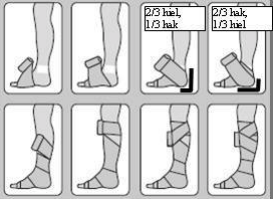 2/3 hiel,
1/3 hak
2/3 hak,
1/3 hiel